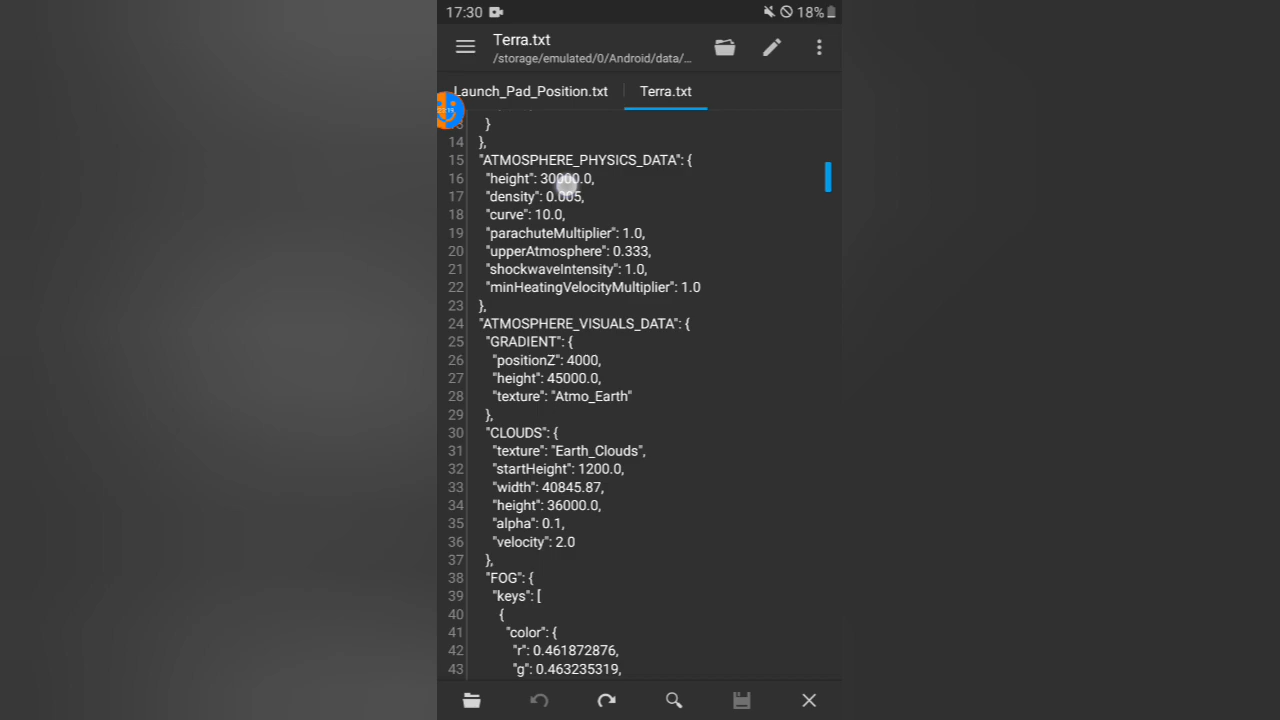 17:30
18%
Terra.txt
/storage/emulated/0/Android/data/...
Launch_Pad_Position.txt
Terra.txt
13 }
14 },
15 "ATMOSPHERE_PHYSICS_DATA": {
16 "height": 30000.0,
17 "density": 0.005,
18 "curve": 10.0,
19 "parachuteMultiplier": 1.0,
20 "upperAtmosphere": 0.333,
21 "shockwaveIntensity": 1.0,
22 "minHeatingVelocityMultiplier": 1.0
23 },
24 "ATMOSPHERE_VISUALS_DATA": {
25 "GRADIENT": {
26 "positionZ": 4000,
27 "height": 45000.0,
28 "texture": "Atmo_Earth"
29 },
30 "CLOUDS": {
31 "texture": "Earth_Clouds",
32 "startHeight": 1200.0,
33 "width": 40845.87,
34 "height": 36000.0,
35 "alpha": 0.1,
36 "velocity": 2.0
37 },
38 "FOG": {
39 "keys": [
40 {
41 "color": {
42 "r": 0.461872876,
43 "g": 0.463235319,